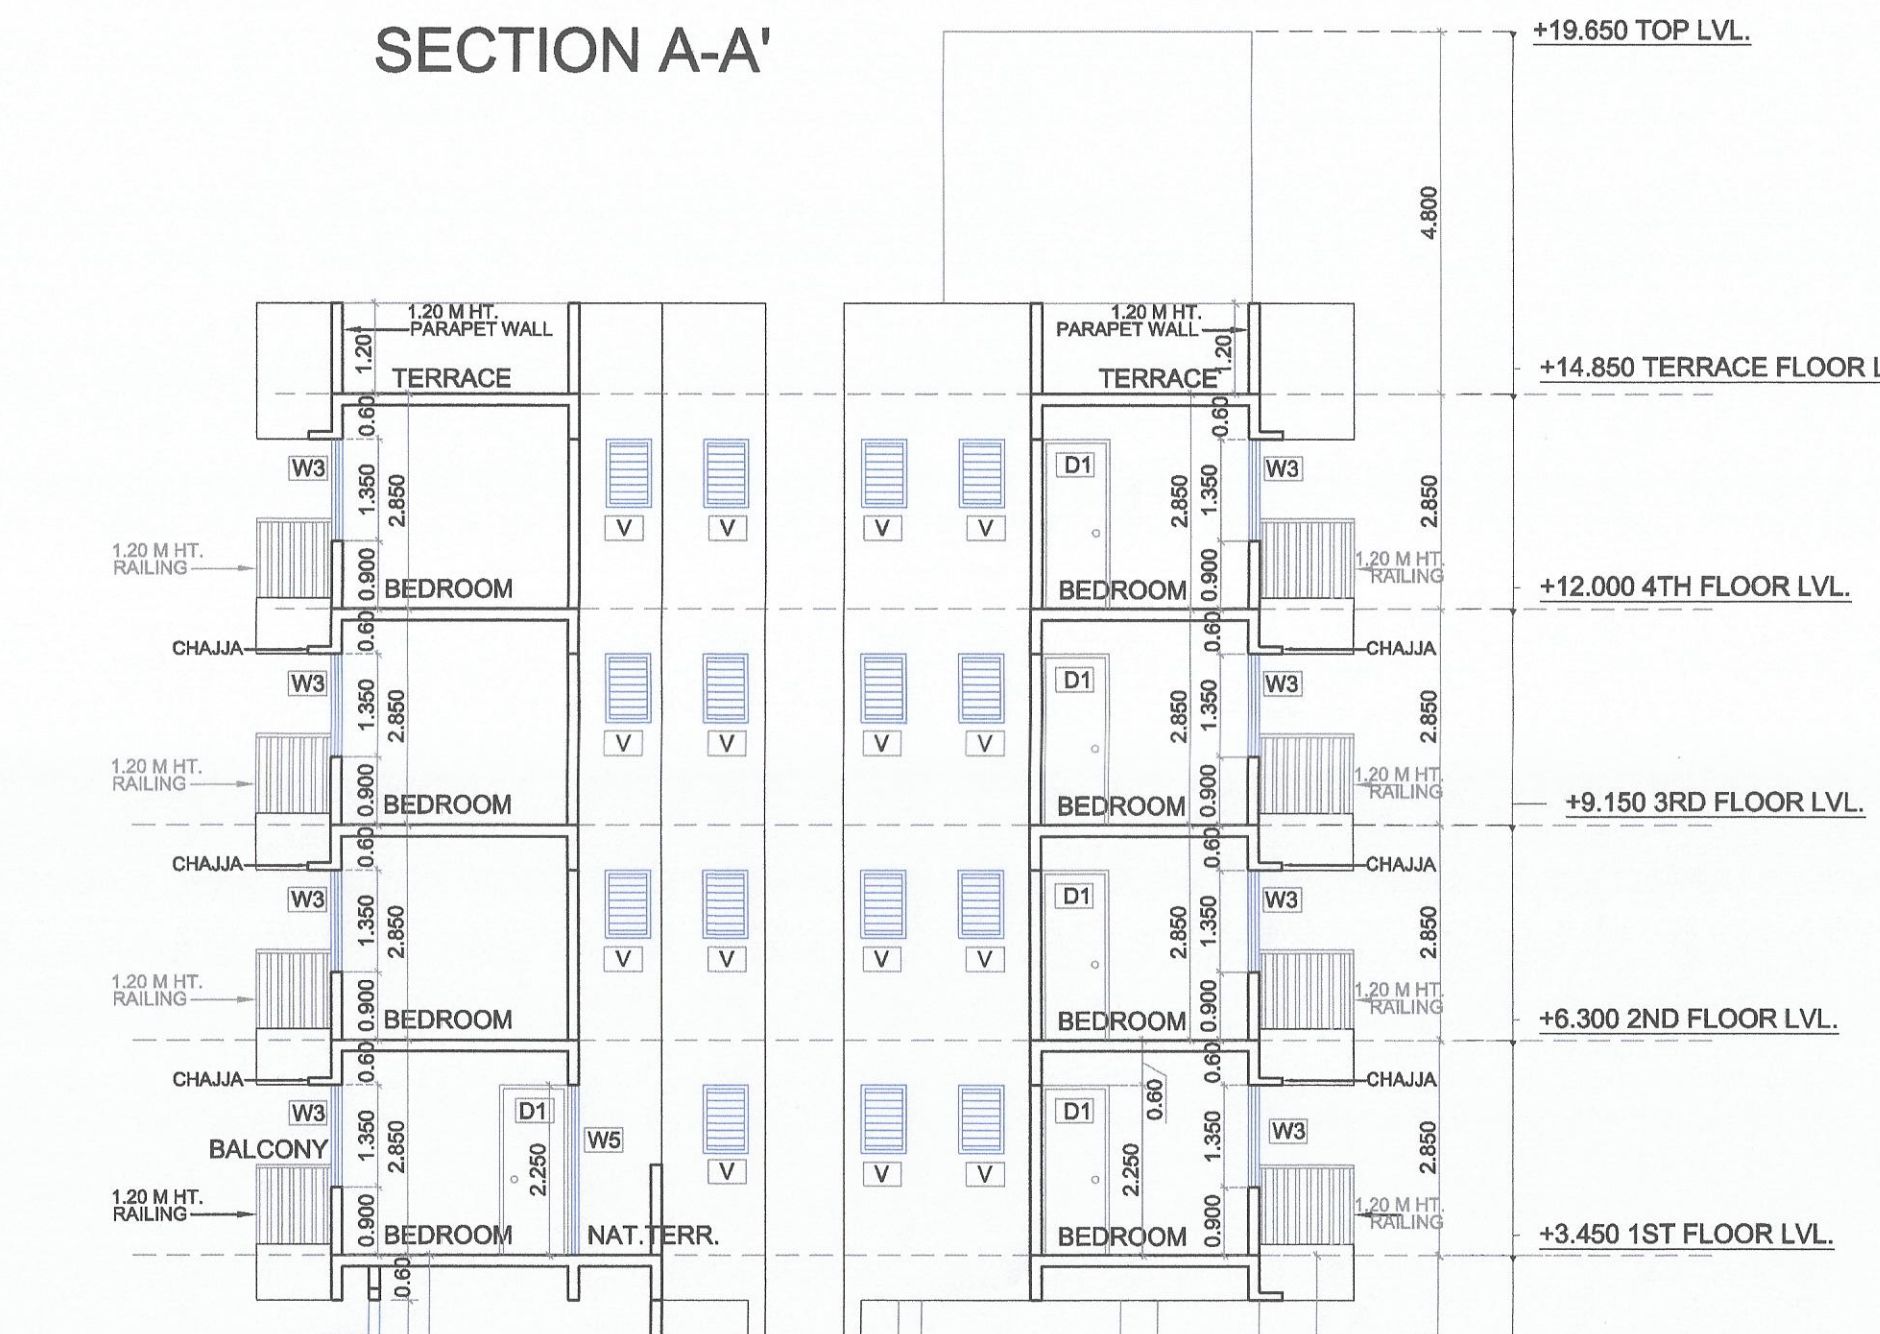 SECTION A-A'
+19.650 TOP LVL.
4.800
1.20 M HT.
PARAPET WALL
1.20
TERRACE
1.20 M HT.
PARAPET WALL
1.20
TERRACE
+14.850 TERRACE FLOOR L
0.60
W3
1.350
2.850
V
V
V
V
D1
0.60
2.850
1.350
W3
2.850
1.20 M HT.
RAILING
0.900
BEDROOM
BEDROOM
0.900
1.20 M HT.
RAILING
+12.000 4TH FLOOR LVL.
0.60
CHAJJA
W3
1.350
2.850
V
V
V
V
D1
0.60
CHAJJA
2.850
1.350
W3
2.850
1.20 M HT.
RAILING
0.900
BEDROOM
BEDROOM
0.900
1.20 M HT.
RAILING
+9.150 3RD FLOOR LVL.
0.60
CHAJJA
W3
1.350
2.850
V
V
V
V
D1
0.60
CHAJJA
2.850
1.350
W3
2.850
1.20 M HT.
RAILING
0.900
BEDROOM
BEDROOM
0.900
1.20 M HT.
RAILING
+6.300 2ND FLOOR LVL.
0.60
CHAJJA
W3
BALCONY
1.350
2.850
D1
2.250
W5
V
V
V
D1
0.60
0.60
CHAJJA
2.250
1.350
W3
2.850
1.20 M HT.
RAILING
0.900
BEDROOM
NAT.TERR.
BEDROOM
0.900
1.20 M HT.
RAILING
+3.450 1ST FLOOR LVL.
0.60